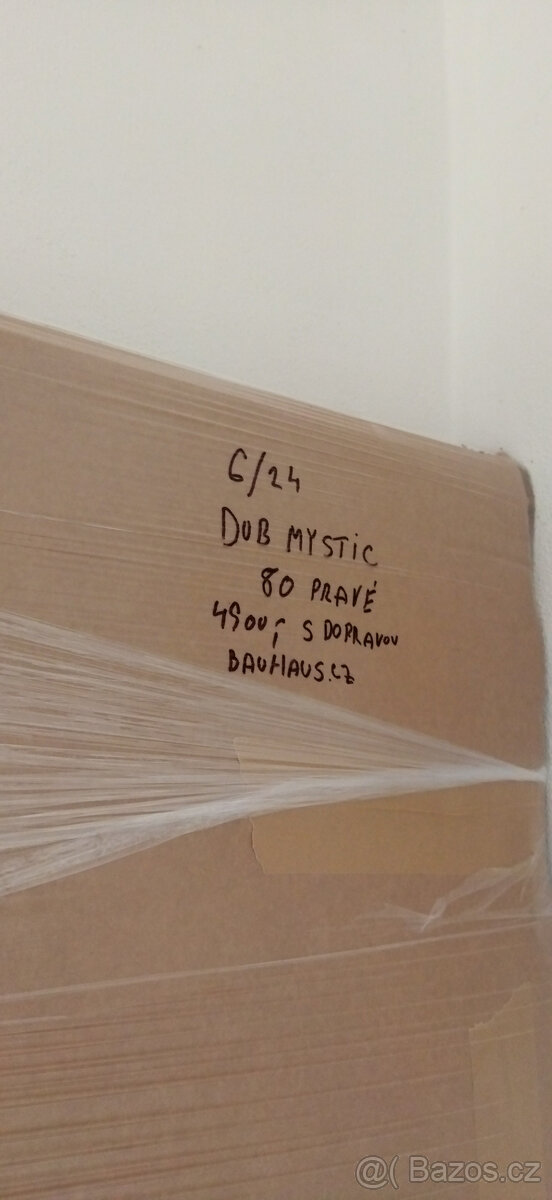 6/24
DUB MYSTIC
80 PRAVÉ
4900,- S DOPRAVOU
BAUHAUS.CZ
@( Bazos.cz